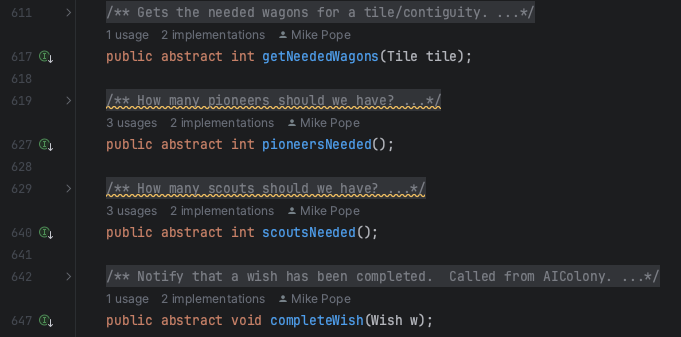 611 /** Gets the needed wagons for a tile/contiguity. ...*/
1 usage 2 implementations Mike Pope
617 public abstract int getNeededWagons(Tile tile);
618
619 /** How many pioneers should we have? ...*/
3 usages 2 implementations Mike Pope
627 public abstract int pioneersNeeded();
628
629 /** How many scouts should we have? ...*/
3 usages 2 implementations Mike Pope
640 public abstract int scoutsNeeded();
641
642 /** Notify that a wish has been completed.  Called from AIColony. ...*/
1 usage 2 implementations Mike Pope
647 public abstract void completeWish(Wish w);